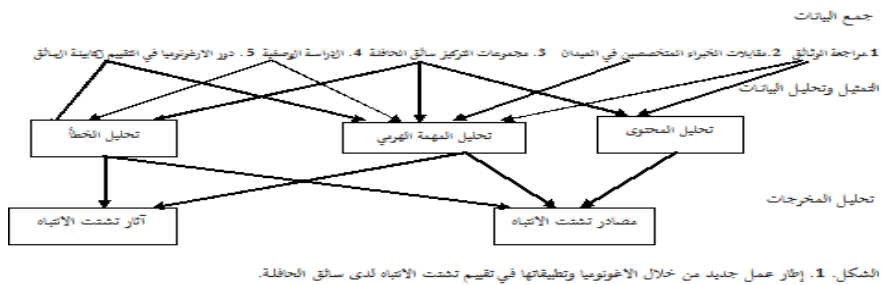 جمع البيانات
1.مراجعة الوثائق 2.مقابلات الخبراء المتخصصين في الميدان 3. مجموعات التركيز سائق الحافلة 4. الدراسة الوصفية 5. دور الارغونوميا في التقييم لكابينة السائق
التمثيل وتحليل البيانات
تحليل المحتوى
تحليل المهمة الهرمي
تحليل الخطأ
تحليل المخرجات
مصادر تشتت الانتباه
آثار تشتت الانتباه
الشكل. 1. إطار عمل جديد من خلال الاغونوميا وتطبيقاتها في تقييم تشتت الانتباه لدى سائق الحافلة.